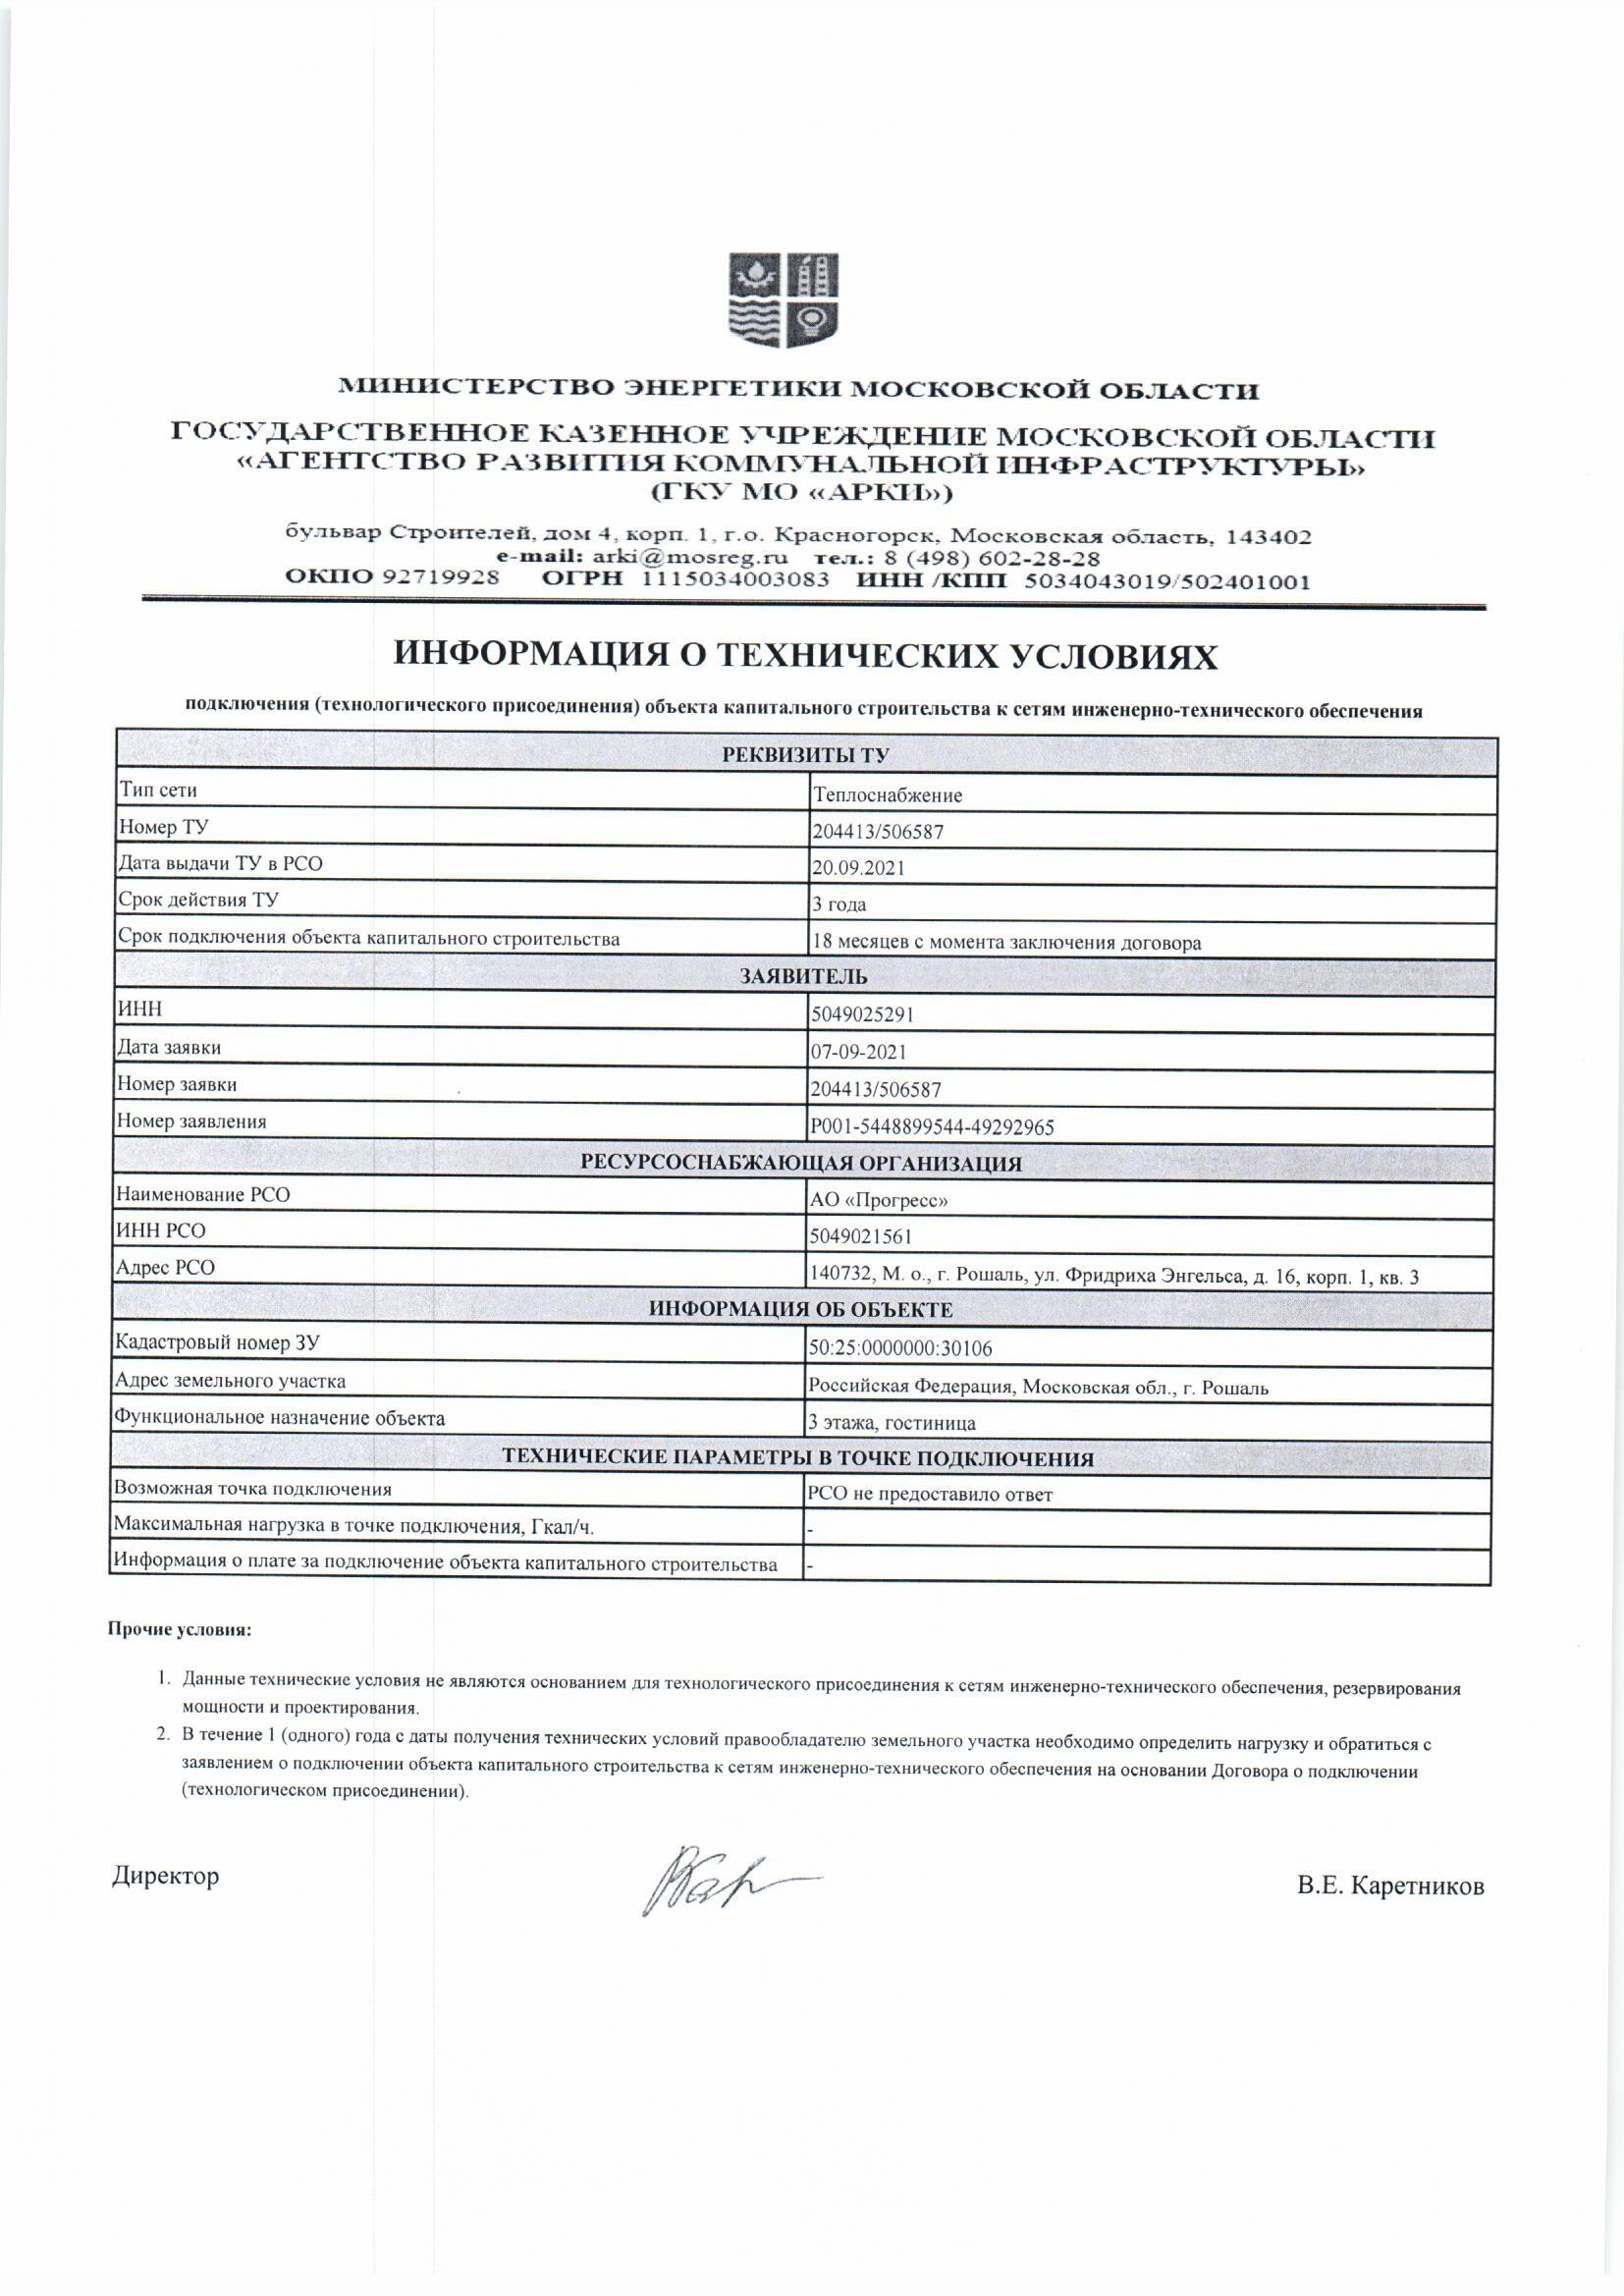 МИНИСТЕРСТВО ЭНЕРГЕТИКИ МОСКОВСКОЙ ОБЛАСТИ
ГОСУДАРСТВЕННОЕ КАЗЕННОЕ УЧРЕЖДЕНИЕ МОСКОВСКОЙ ОБЛАСТИ
«АГЕНТСТВО РАЗВИТИЯ КОММУНАЛЬНОЙ ИНФРАСТРУКТУРЫ»
(ГКУ МО «АРКИ»)
бульвар Строителей, дом 4, корп. 1, г.о. Красногорск, Московская область, 143402
e-mail: arki@mosreg.ru тел.: 8 (498) 602-28-28
ОКПО 92719928 ОГРН 1115034003083 ИНН /КПП 5034043019/502401001
ИНФОРМАЦИЯ О ТЕХНИЧЕСКИХ УСЛОВИЯХ
подключения (технологического присоединения) объекта капитального строительства к сетям инженерно-технического обеспечения
РЕКВИЗИТЫ ТУ
Тип сети Теплоснабжение
Номер ТУ 204413/506587
Дата выдачи ТУ в РСО 20.09.2021
Срок действия ТУ 3 года
Срок подключения объекта капитального строительства 18 месяцев с момента заключения договора
ЗАЯВИТЕЛЬ
ИНН 5049025291
Дата заявки 07-09-2021
Номер заявки 204413/506587
Номер заявления P001-5448899544-49292965
РЕСУРСОСНАБЖАЮЩАЯ ОРГАНИЗАЦИЯ
Наименование РСО АО «Прогресс»
ИНН РСО 5049021561
Адрес РСО 140732, М. о., г. Рошаль, ул. Фридриха Энгельса, д. 16, корп. 1, кв. 3
ИНФОРМАЦИЯ ОБ ОБЪЕКТЕ
Кадастровый номер ЗУ 50:25:0000000:30106
Адрес земельного участка Российская Федерация, Московская обл., г. Рошаль
Функциональное назначение объекта 3 этажа, гостиница
ТЕХНИЧЕСКИЕ ПАРАМЕТРЫ В ТОЧКЕ ПОДКЛЮЧЕНИЯ
Возможная точка подключения РСО не предоставило ответ
Максимальная нагрузка в точке подключения, Гкал/ч. -
Информация о плате за подключение объекта капитального строительства -
Прочие условия:
1. Данные технические условия не являются основанием для технологического присоединения к сетям инженерно-технического обеспечения, резервирования
мощности и проектирования.
2. В течение 1 (одного) года с даты получения технических условий правообладателю земельного участка необходимо определить нагрузку и обратиться с
заявлением о подключении объекта капитального строительства к сетям инженерно-технического обеспечения на основании Договора о подключении
(технологическом присоединении).
Директор В.Е. Каретников